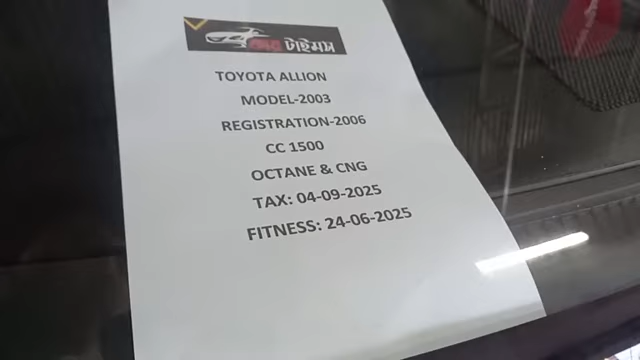 টাইমস
TOYOTA ALLION
MODEL-2003
REGISTRATION-2006
CC 1500
OCTANE & CNG
TAX: 04-09-2025
FITNESS: 24-06-2025